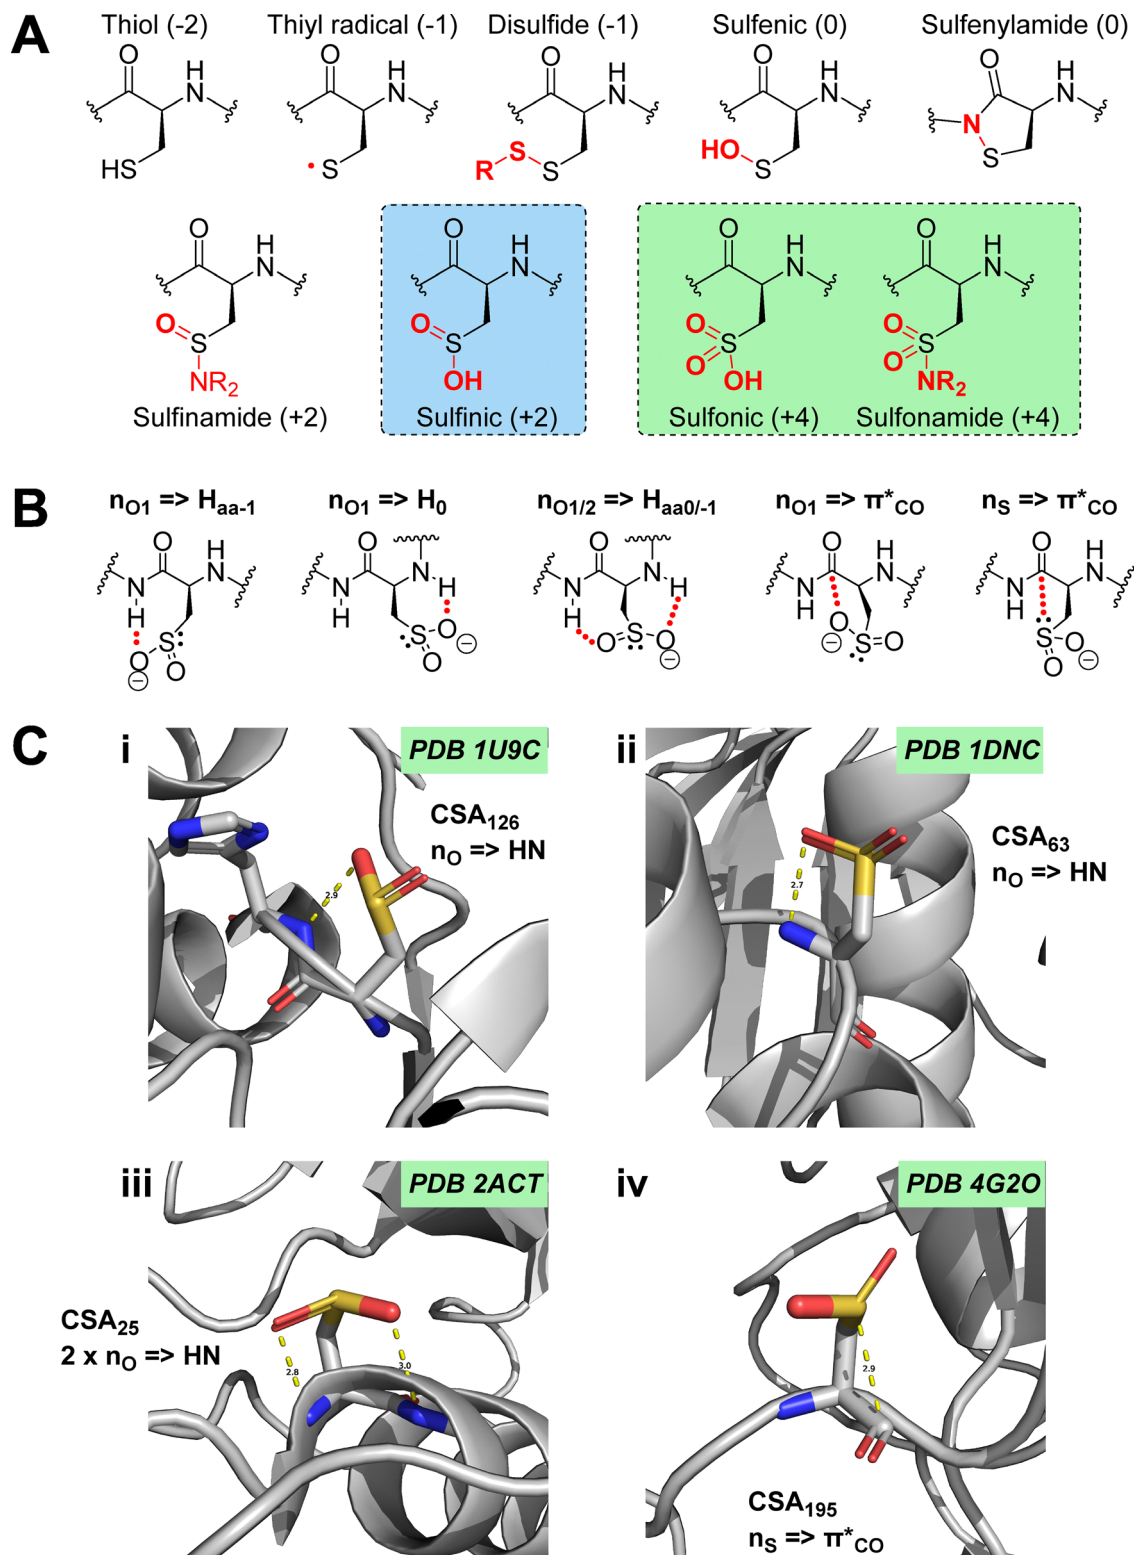 A
Thiol (-2) Thiyl radical (-1) Disulfide (-1) Sulfenic (0) Sulfenylamide (0)
O H N HS
O H N •S
O H N R S S
O H N HO S
O H N N S
O H N O S NR2
O H N O S OH
O H N O O S OH
O H N O O S NR2
Sulfinamide (+2) Sulfinic (+2) Sulfonic (+4) Sulfonamide (+4)
B
nO1 => Haa-1 nO1 => H0 nO1/2 => Haa0/-1 nO1 => π*CO nS => π*CO
O H N N H S O O
O N H N H S O O
O N H N H O S O
O H N N H O S O
O H N N H S O O
C
i PDB 1U9C
CSA126
nO => HN
2.9
ii PDB 1DNC
CSA63
nO => HN
2.7
iii PDB 2ACT
CSA25
2 x nO => HN
2.8 3.0
iv PDB 4G2O
2.9
CSA195
nS => π*CO